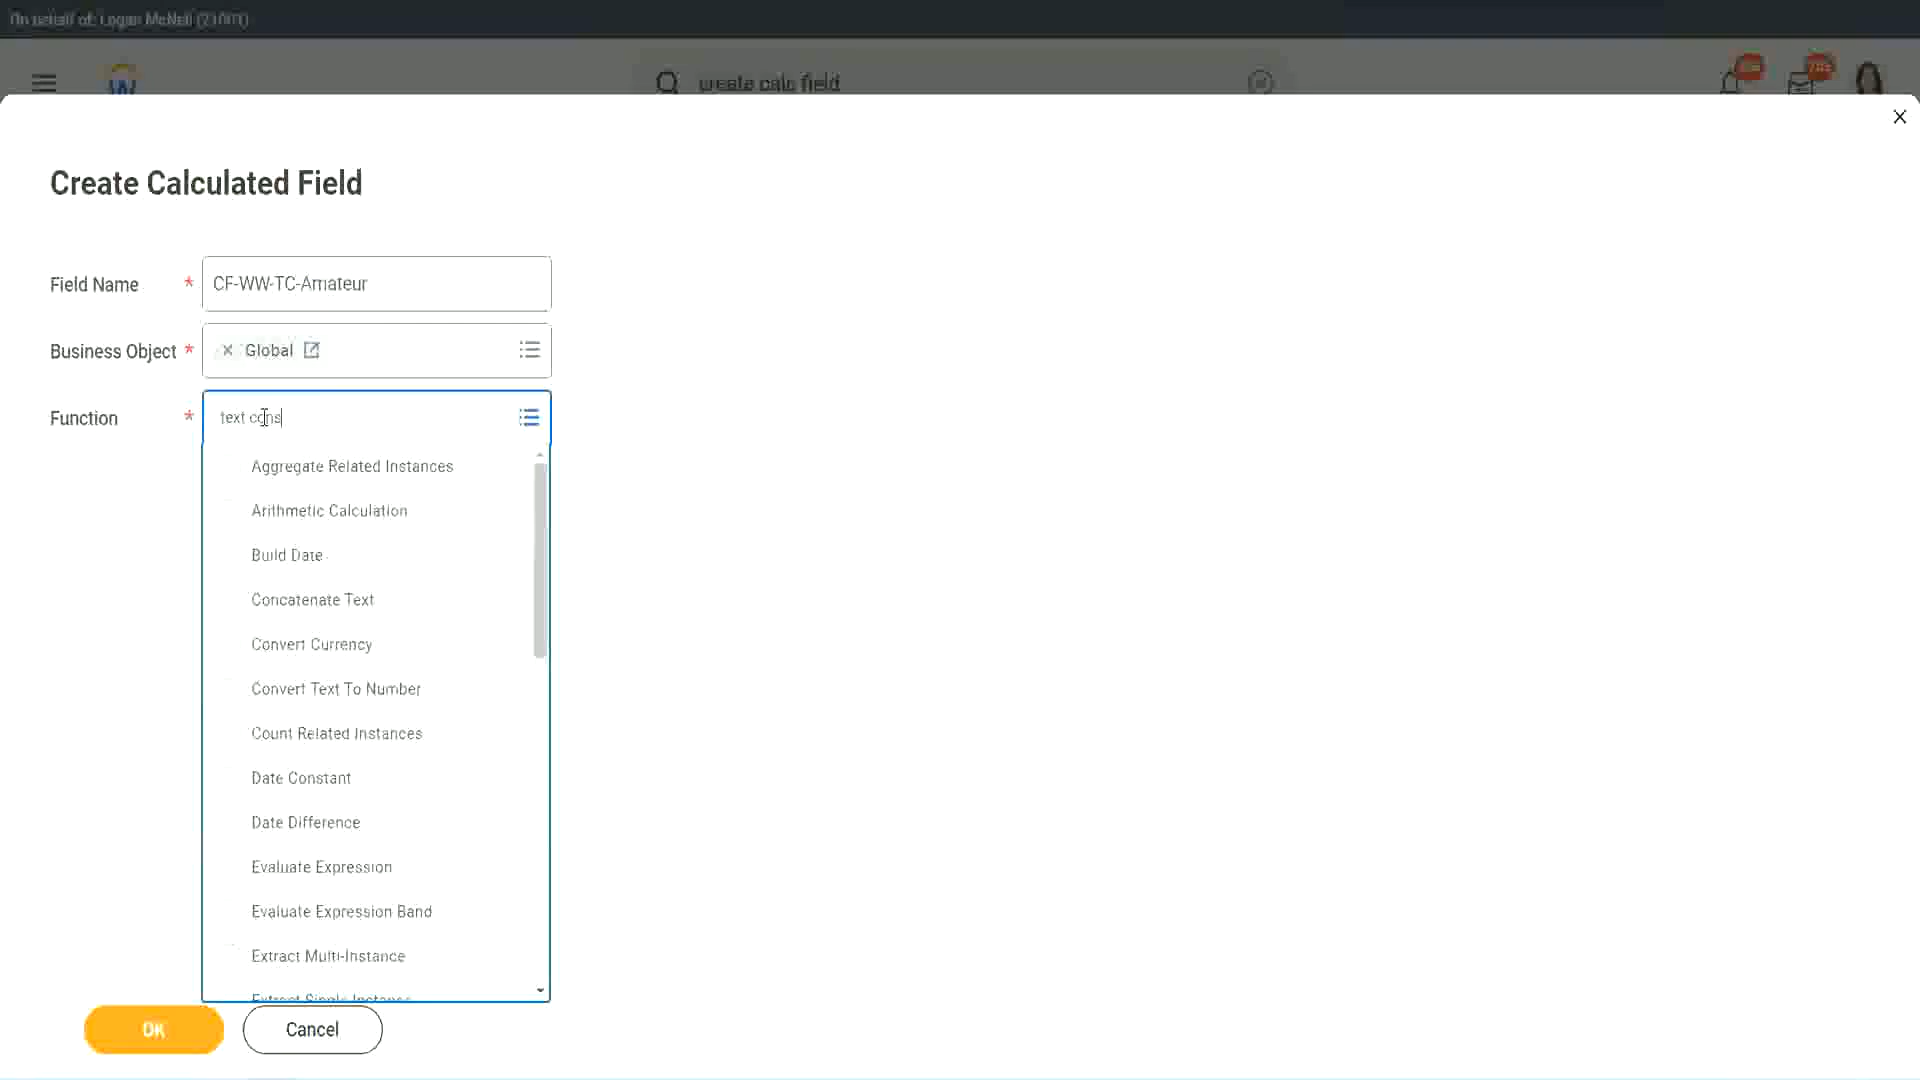 On behalf of: Logan McNeil (21001)
create calc field
Create Calculated Field
Field Name *
CF-WW-TC-Amateur
Business Object *
Global
Function *
text cons
Aggregate Related Instances
Arithmetic Calculation
Build Date
Concatenate Text
Convert Currency
Convert Text To Number
Count Related Instances
Date Constant
Date Difference
Evaluate Expression
Evaluate Expression Band
Extract Multi-Instance
Extract Single Instance
OK
Cancel